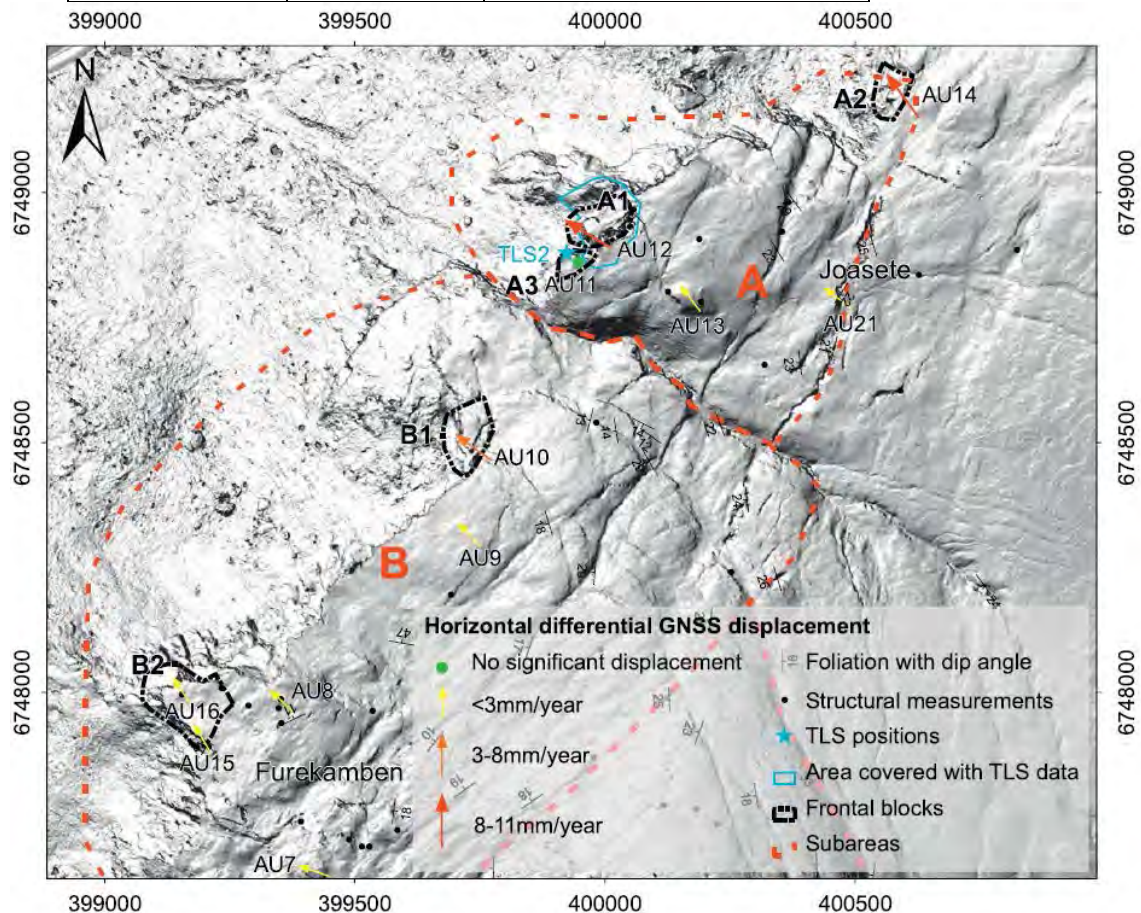 399000 399500 400000 400500
N
A2
AU14
6749000
6749000
A1
TLS2
AU12
A3
AU11
A
Joasete
AU13
AU21
6748500
6748500
B1
AU10
AU9
18
B
47
Horizontal differential GNSS displacement
No significant displacement
<3mm/year
3-8mm/year
8-11mm/year
Foliation with dip angle
Structural measurements
TLS positions
Area covered with TLS data
Frontal blocks
Subareas
6748000
6748000
B2
AU8
AU16
AU15
Furekamben
AU7
399000 399500 400000 400500